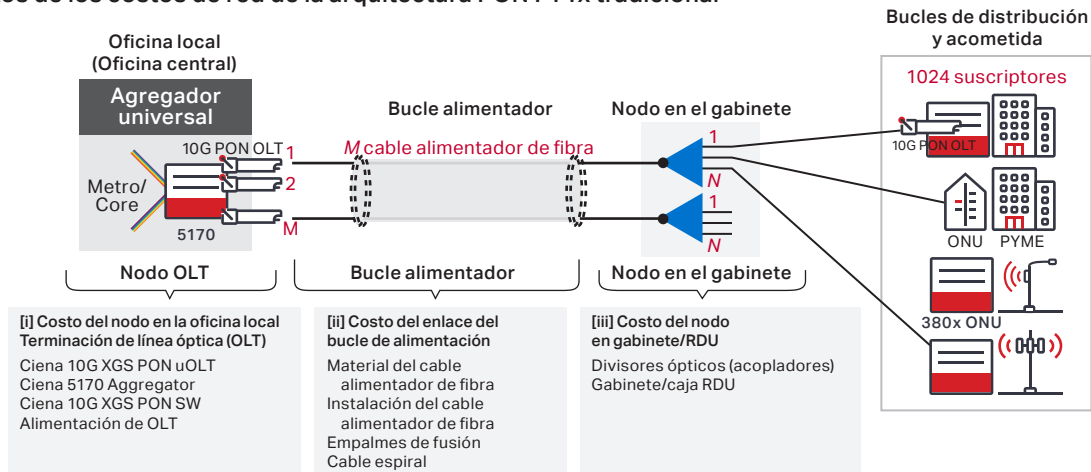 de los costos de red de la arquitectura PON FTTx tradicional
Oficina local
(Oficina central)
Agregador
universal
10G PON OLT
1
2
M
Metro/
Core
5170
Bucle alimentador
M cable alimentador de fibra
Nodo en el gabinete
1
N
1
N
Bucles de distribución
y acometida
1024 suscriptores
10G PON OLT
ONU
PYME
380x ONU
Nodo OLT
Bucle alimentador
Nodo en el gabinete
[i] Costo del nodo en la oficina local
Terminación de línea óptica (OLT)
Ciena 10G XGS PON uOLT
Ciena 5170 Aggregator
Ciena 10G XGS PON SW
Alimentación de OLT
[ii] Costo del enlace del
bucle de alimentación
Material del cable
alimentador de fibra
Instalación del cable
alimentador de fibra
Empalmes de fusión
Cable espiral
[iii] Costo del nodo
en gabinete/RDU
Divisores ópticos (acopladores)
Gabinete/caja RDU